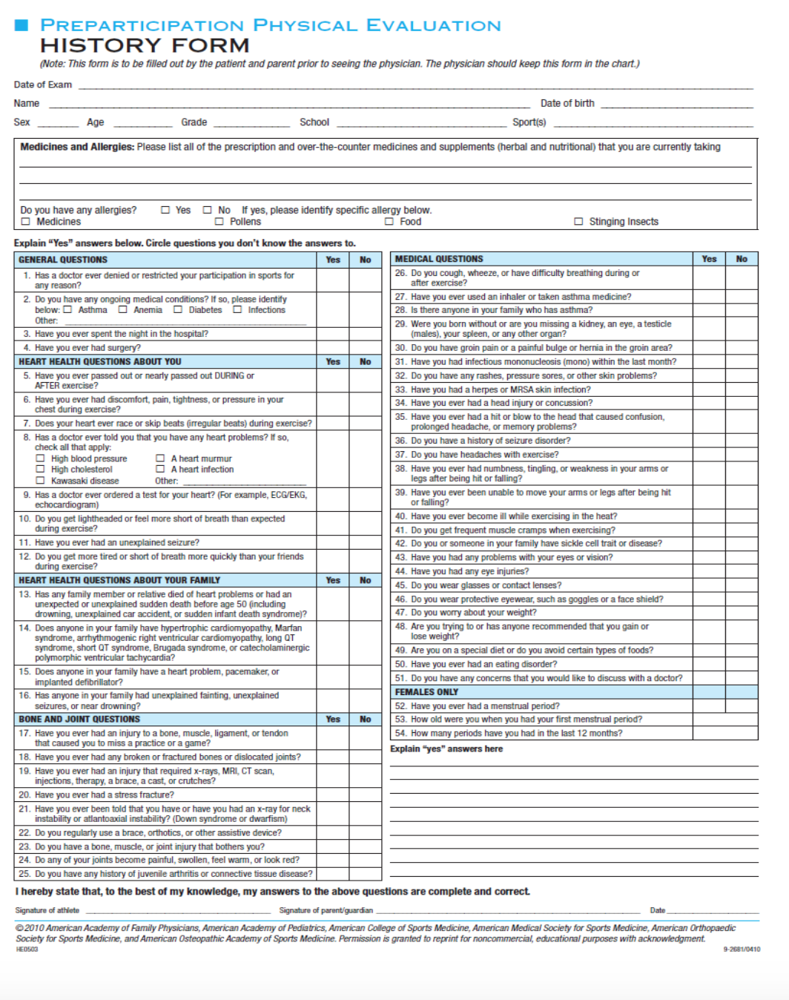 PREPARTICIPATION PHYSICAL EVALUATION
HISTORY FORM
(Note: This form is to be filled out by the patient and parent prior to seeing the physician. The physician should keep this form in the chart.)
Date of Exam
Name Date of birth
Sex Age Grade School Sport(s)
Medicines and Allergies: Please list all of the prescription and over-the-counter medicines and supplements (herbal and nutritional) that you are currently taking
Do you have any allergies? ☐ Yes ☐ No If yes, please identify specific allergy below.
☐ Medicines ☐ Pollens ☐ Food ☐ Stinging Insects
Explain “Yes” answers below. Circle questions you don’t know the answers to.
GENERAL QUESTIONS Yes No
1. Has a doctor ever denied or restricted your participation in sports for
any reason?
2. Do you have any ongoing medical conditions? If so, please identify
below: ☐ Asthma ☐ Anemia ☐ Diabetes ☐ Infections
Other:
3. Have you ever spent the night in the hospital?
4. Have you ever had surgery?
HEART HEALTH QUESTIONS ABOUT YOU Yes No
5. Have you ever passed out or nearly passed out DURING or
AFTER exercise?
6. Have you ever had discomfort, pain, tightness, or pressure in your
chest during exercise?
7. Does your heart ever race or skip beats (irregular beats) during exercise?
8. Has a doctor ever told you that you have any heart problems? If so,
check all that apply:
☐ High blood pressure ☐ A heart murmur
☐ High cholesterol ☐ A heart infection
☐ Kawasaki disease Other:
9. Has a doctor ever ordered a test for your heart? (For example, ECG/EKG,
echocardiogram)
10. Do you get lightheaded or feel more short of breath than expected
during exercise?
11. Have you ever had an unexplained seizure?
12. Do you get more tired or short of breath more quickly than your friends
during exercise?
HEART HEALTH QUESTIONS ABOUT YOUR FAMILY Yes No
13. Has any family member or relative died of heart problems or had an
unexpected or unexplained sudden death before age 50 (including
drowning, unexplained car accident, or sudden infant death syndrome)?
14. Does anyone in your family have hypertrophic cardiomyopathy, Marfan
syndrome, arrhythmogenic right ventricular cardiomyopathy, long QT
syndrome, short QT syndrome, Brugada syndrome, or catecholaminergic
polymorphic ventricular tachycardia?
15. Does anyone in your family have a heart problem, pacemaker, or
implanted defibrillator?
16. Has anyone in your family had unexplained fainting, unexplained
seizures, or near drowning?
BONE AND JOINT QUESTIONS Yes No
17. Have you ever had an injury to a bone, muscle, ligament, or tendon
that caused you to miss a practice or a game?
18. Have you ever had any broken or fractured bones or dislocated joints?
19. Have you ever had an injury that required x-rays, MRI, CT scan,
injections, therapy, a brace, a cast, or crutches?
20. Have you ever had a stress fracture?
21. Have you ever been told that you have or have you had an x-ray for neck
instability or atlantoaxial instability? (Down syndrome or dwarfism)
22. Do you regularly use a brace, orthotics, or other assistive device?
23. Do you have a bone, muscle, or joint injury that bothers you?
24. Do any of your joints become painful, swollen, feel warm, or look red?
25. Do you have any history of juvenile arthritis or connective tissue disease?
MEDICAL QUESTIONS Yes No
26. Do you cough, wheeze, or have difficulty breathing during or
after exercise?
27. Have you ever used an inhaler or taken asthma medicine?
28. Is there anyone in your family who has asthma?
29. Were you born without or are you missing a kidney, an eye, a testicle
(males), your spleen, or any other organ?
30. Do you have groin pain or a painful bulge or hernia in the groin area?
31. Have you had infectious mononucleosis (mono) within the last month?
32. Do you have any rashes, pressure sores, or other skin problems?
33. Have you had a herpes or MRSA skin infection?
34. Have you ever had a head injury or concussion?
35. Have you ever had a hit or blow to the head that caused confusion,
prolonged headache, or memory problems?
36. Do you have a history of seizure disorder?
37. Do you have headaches with exercise?
38. Have you ever had numbness, tingling, or weakness in your arms or
legs after being hit or falling?
39. Have you ever been unable to move your arms or legs after being hit
or falling?
40. Have you ever become ill while exercising in the heat?
41. Do you get frequent muscle cramps when exercising?
42. Do you or someone in your family have sickle cell trait or disease?
43. Have you had any problems with your eyes or vision?
44. Have you had any eye injuries?
45. Do you wear glasses or contact lenses?
46. Do you wear protective eyewear, such as goggles or a face shield?
47. Do you worry about your weight?
48. Are you trying to or has anyone recommended that you gain or
lose weight?
49. Are you on a special diet or do you avoid certain types of foods?
50. Have you ever had an eating disorder?
51. Do you have any concerns that you would like to discuss with a doctor?
FEMALES ONLY
52. Have you ever had a menstrual period?
53. How old were you when you had your first menstrual period?
54. How many periods have you had in the last 12 months?
Explain “yes” answers here
I hereby state that, to the best of my knowledge, my answers to the above questions are complete and correct.
Signature of athlete Signature of parent/guardian Date
©2010 American Academy of Family Physicians, American Academy of Pediatrics, American College of Sports Medicine, American Medical Society for Sports Medicine, American Orthopaedic
Society for Sports Medicine, and American Osteopathic Academy of Sports Medicine. Permission is granted to reprint for noncommercial, educational purposes with acknowledgment.
HE0503 9-2681/0410